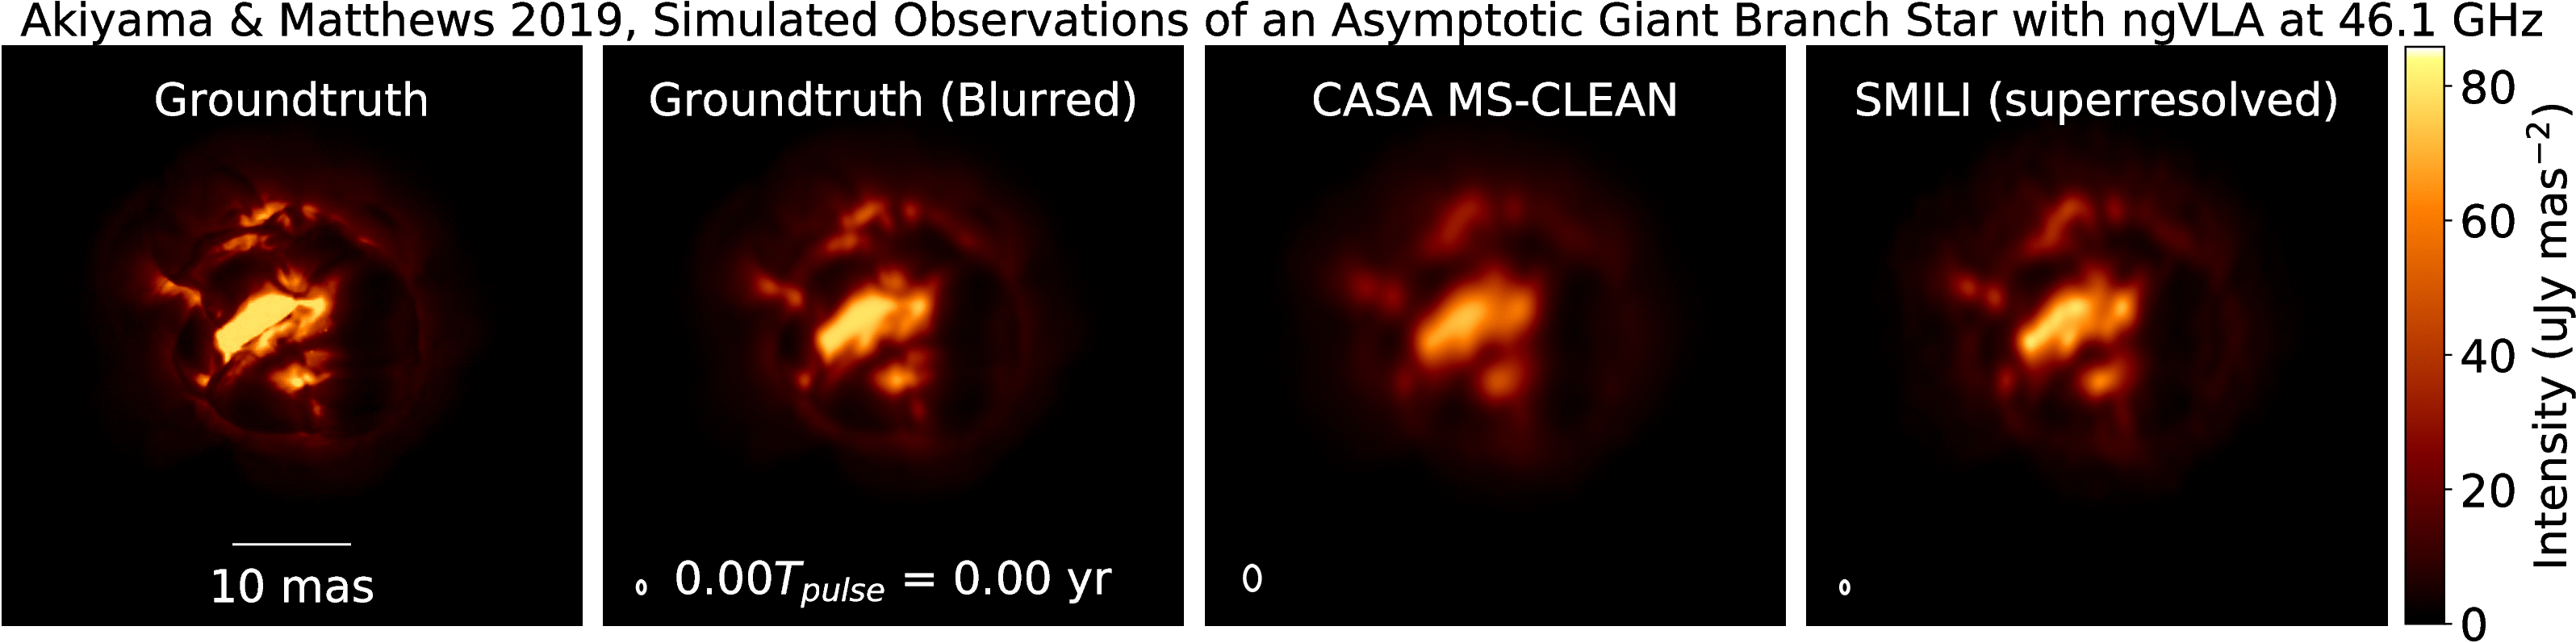 Akiyama & Matthews 2019, Simulated Observations of an Asymptotic Giant Branch Star with ngVLA at 46.1 GHz
Groundtruth
10 mas
Groundtruth (Blurred)
0.00Tpulse = 0.00 yr
CASA MS-CLEAN
SMILI (superresolved)
80
60
40
20
0
Intensity (uJy mas−2)